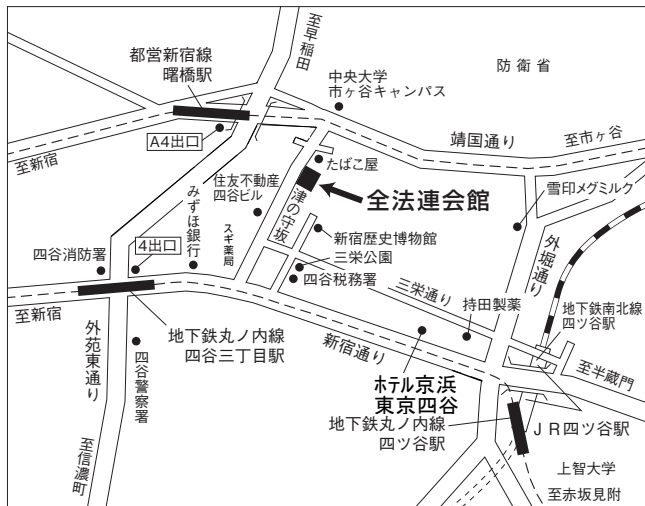 至早稲田
都営新宿線
曙橋駅
中央大学
市ヶ谷キャンパス
防衛省
A4出口
至新宿
靖国通り
至市ヶ谷
たばこ屋
住友不動産
四谷ビル
みずほ銀行
スギ薬局
津の守坂
全法連会館
雪印メグミルク
四谷消防署
4出口
新宿歴史博物館
三栄公園
四谷税務署
三栄通り
外堀通り
至新宿
地下鉄丸ノ内線
四谷三丁目駅
新宿通り
持田製薬
地下鉄南北線
四ツ谷駅
外苑東通り
四谷警察署
ホテル京浜
東京四谷
至半蔵門
地下鉄丸ノ内線
四ツ谷駅
JR四ツ谷駅
至信濃町
上智大学
至赤坂見附